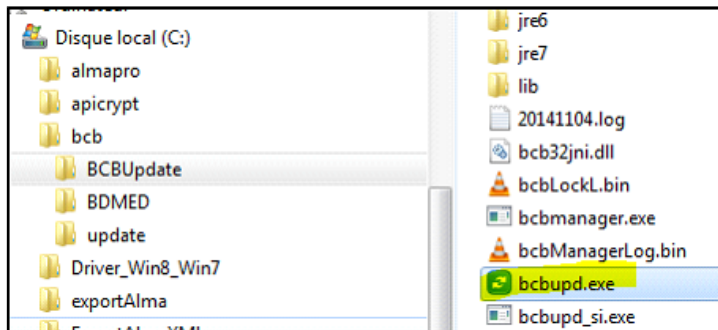 Disque local (C:)
almapro
apicrypt
bcb
BCBUpdate
BDMED
update
Driver_Win8_Win7
exportAlma
jre6
jre7
lib
20141104.log
bcb32jni.dll
bcbLockL.bin
bcbmanager.exe
bcbManagerLog.bin
bcbupd.exe
bcbupd_si.exe